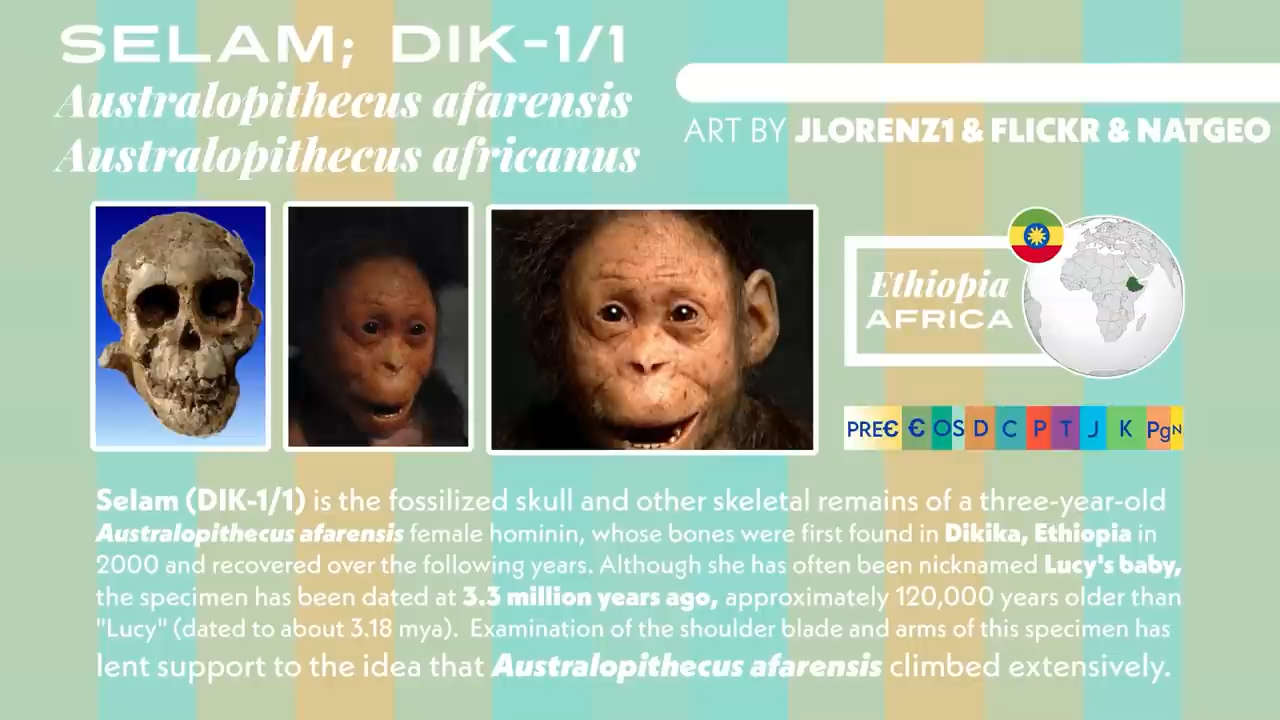 SELAM; DIK-1/1
Australopithecus afarensis
Australopithecus africanus
ART BY JLORENZ1 & FLICKR & NATGEO
Ethiopia
AFRICA
PRE€ € O S D C P T J K Pg N
Selam (DIK-1/1) is the fossilized skull and other skeletal remains of a three-year-old
Australopithecus afarensis female hominin, whose bones were first found in Dikika, Ethiopia in
2000 and recovered over the following years. Although she has often been nicknamed Lucy's baby,
the specimen has been dated at 3.3 million years ago, approximately 120,000 years older than
"Lucy" (dated to about 3.18 mya). Examination of the shoulder blade and arms of this specimen has
lent support to the idea that Australopithecus afarensis climbed extensively.